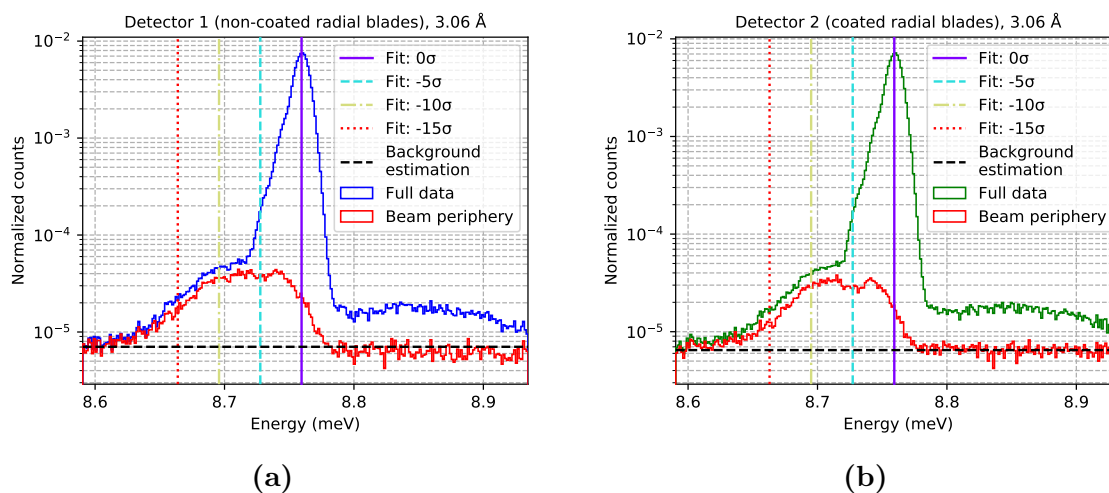 Detector 1 (non-coated radial blades), 3.06 Å
10⁻²
10⁻³
10⁻⁴
10⁻⁵
Normalized counts
Fit: 0σ
Fit: -5σ
Fit: -10σ
Fit: -15σ
Background
estimation
Full data
Beam periphery
8.6 8.7 8.8 8.9
Energy (meV)
(a)
Detector 2 (coated radial blades), 3.06 Å
10⁻²
10⁻³
10⁻⁴
10⁻⁵
Normalized counts
Fit: 0σ
Fit: -5σ
Fit: -10σ
Fit: -15σ
Background
estimation
Full data
Beam periphery
8.6 8.7 8.8 8.9
Energy (meV)
(b)